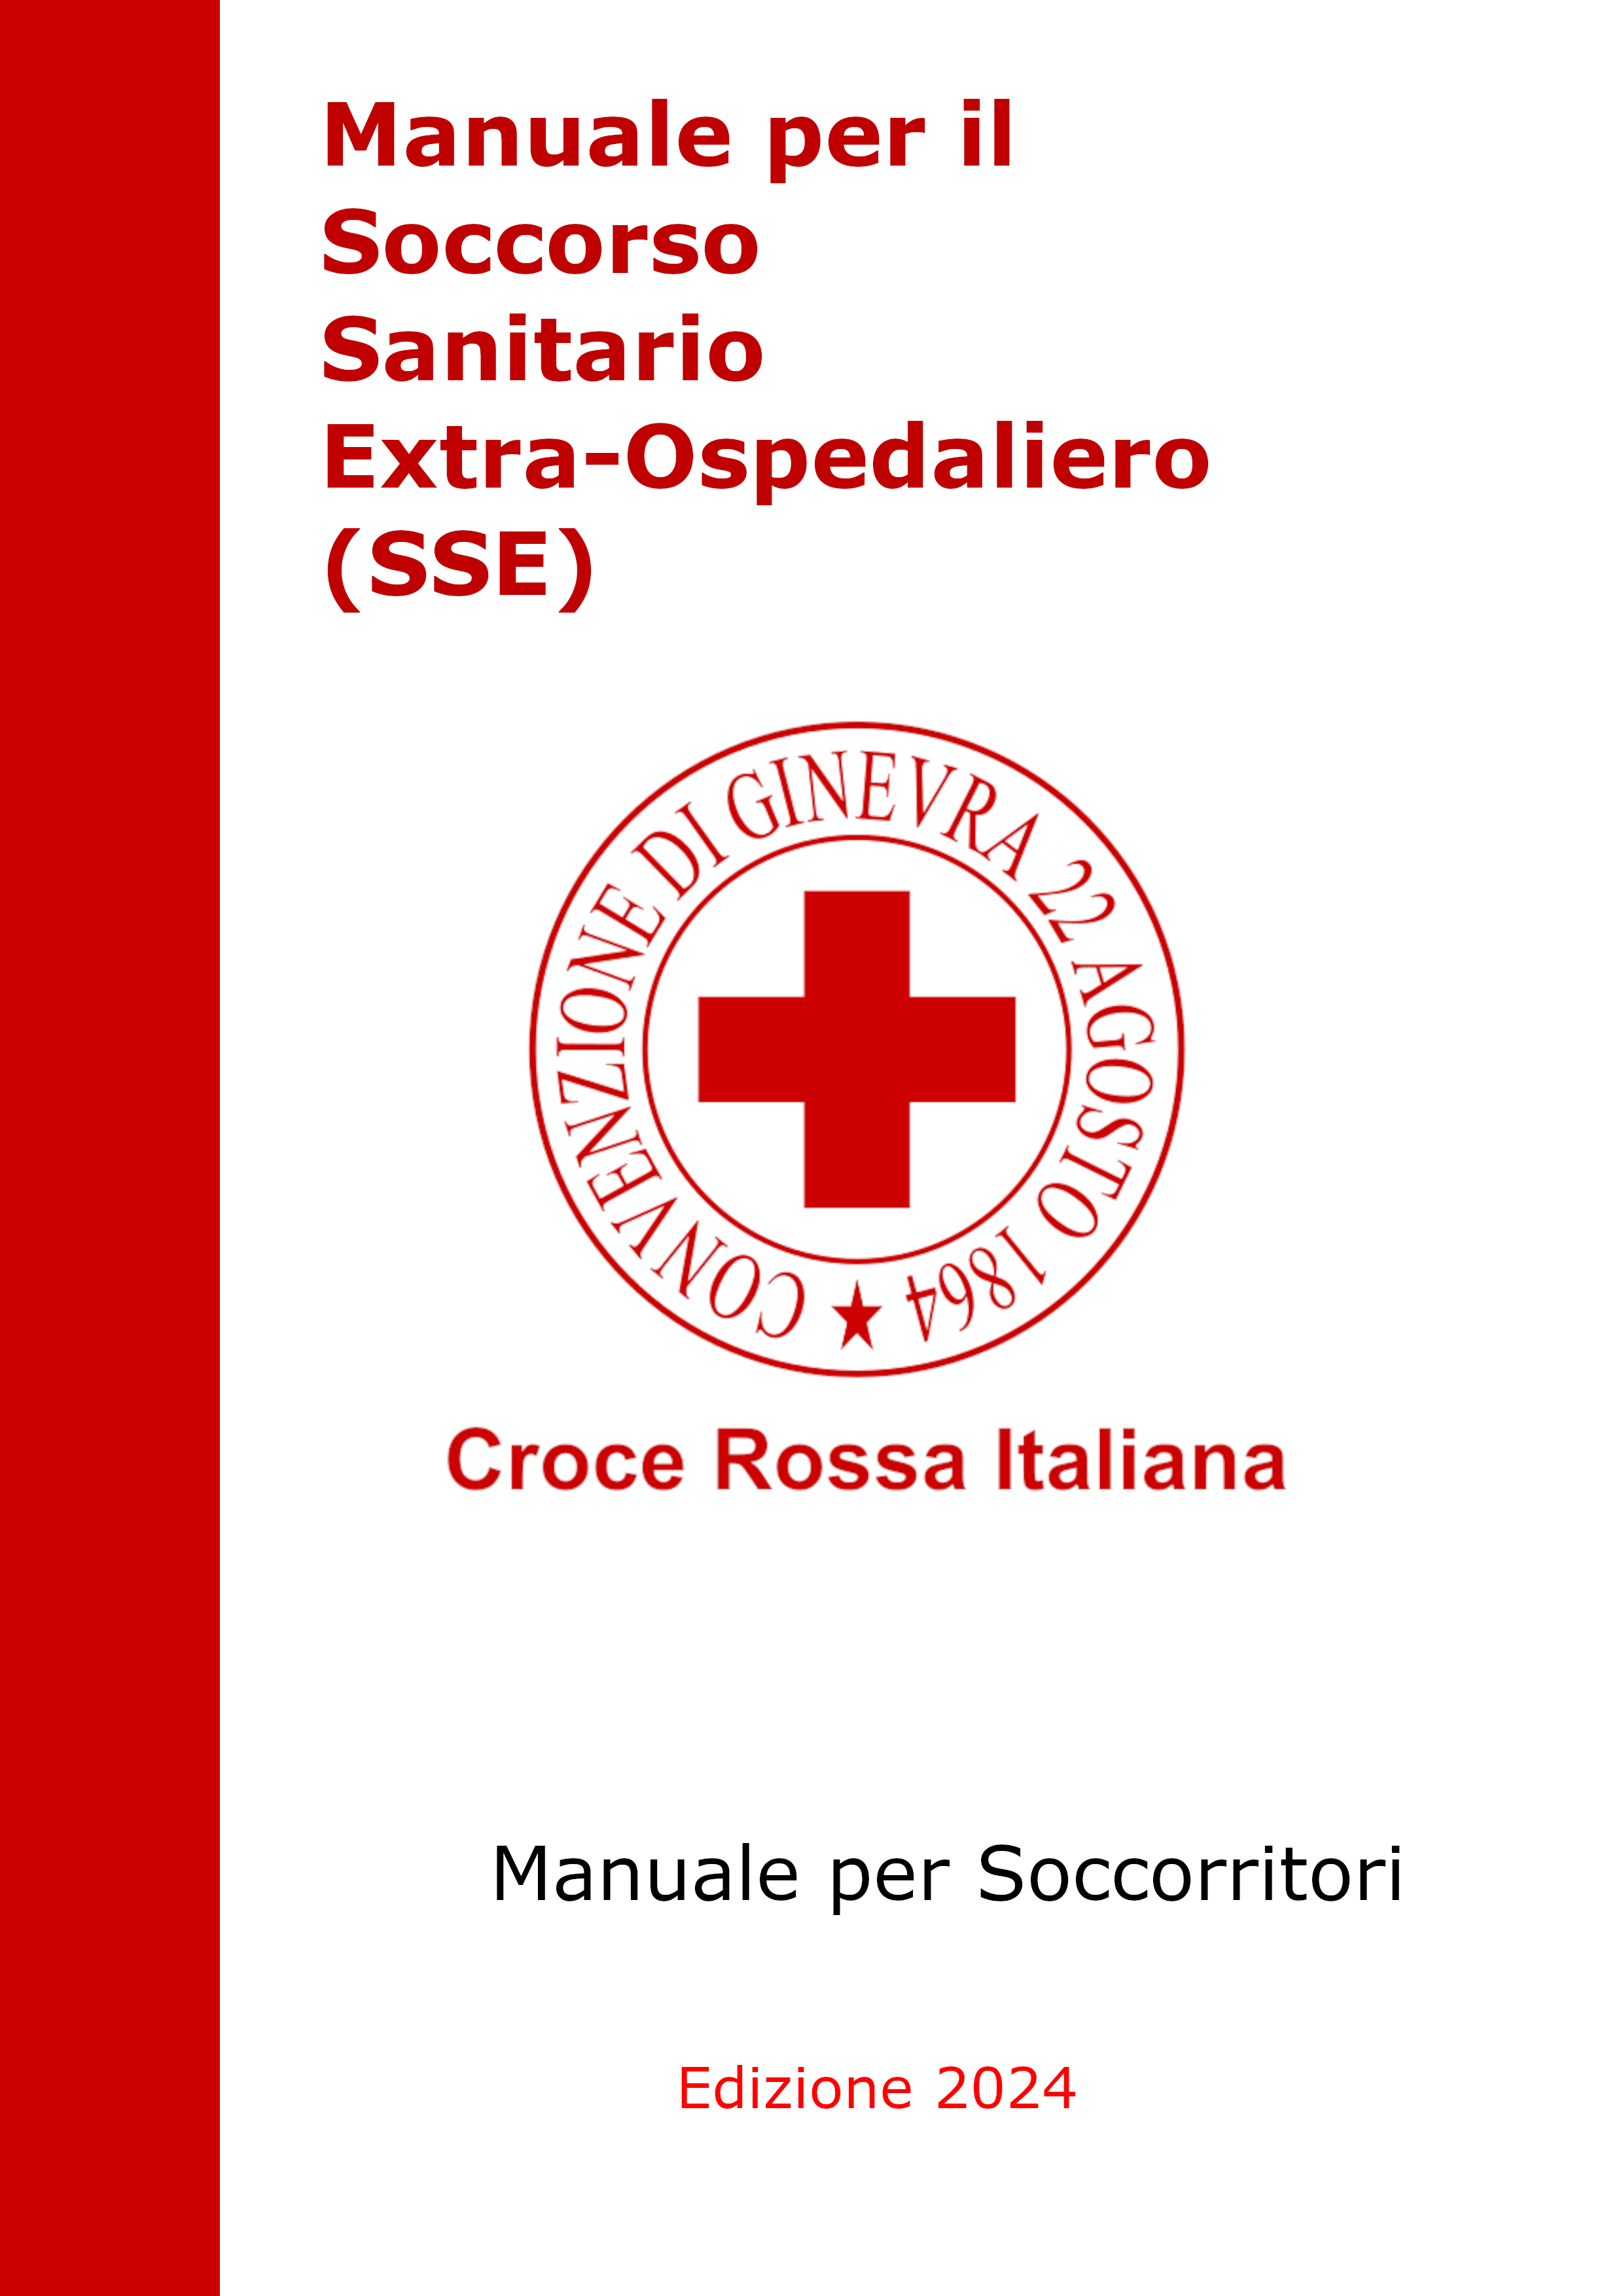 Manuale per il
Soccorso
Sanitario
Extra-Ospedaliero
(SSE)
CONVENZIONE DI GINEVRA 22 AGOSTO 1864
Croce Rossa Italiana
Manuale per Soccorritori
Edizione 2024